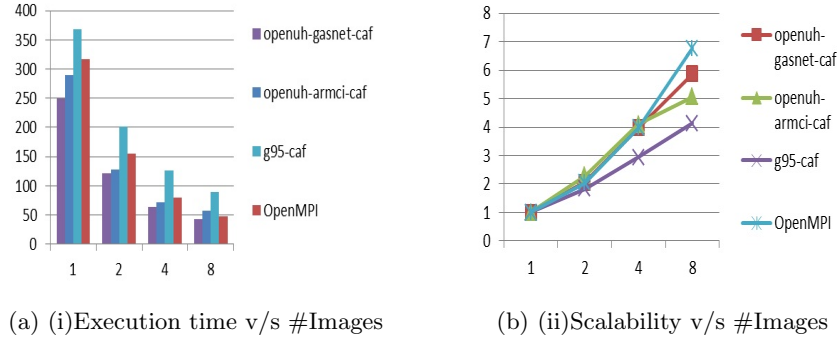 400
350
300
250
200
150
100
50
0
1 2 4 8
openuh-gasnet-caf
openuh-armci-caf
g95-caf
OpenMPI
(a) (i)Execution time v/s #Images
8
7
6
5
4
3
2
1
0
1 2 4 8
openuh-
gasnet-caf
openuh-
armci-caf
g95-caf
OpenMPI
(b) (ii)Scalability v/s #Images